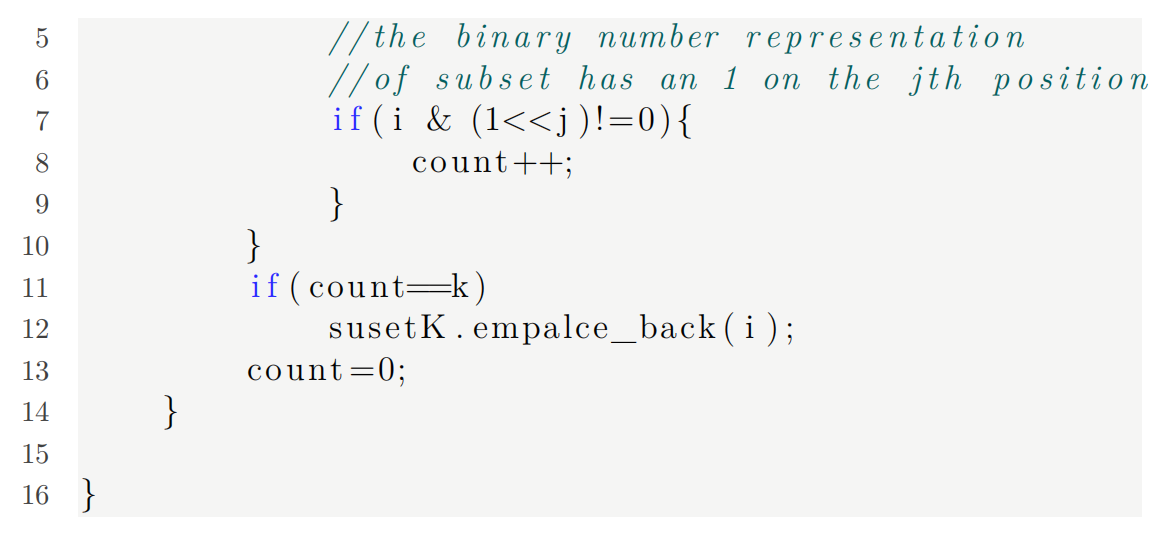 5 //the binary number representation
6 //of subset has an 1 on the jth position
7 if(i & (1<<j)!=0){
8 count++;
9 }
10 }
11 if(count==k)
12 susetK.empalce_back(i);
13 count=0;
14 }
15
16 }